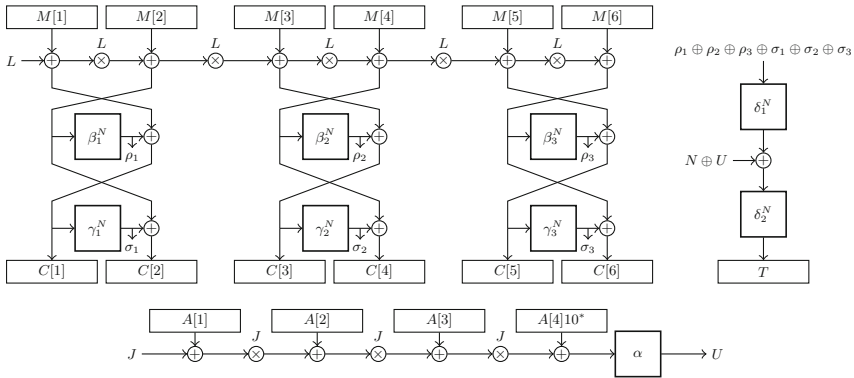 M[1] M[2] M[3] M[4] M[5] M[6]
L L L L L
L
ρ₁ ⊕ ρ₂ ⊕ ρ₃ ⊕ σ₁ ⊕ σ₂ ⊕ σ₃
δ₁ᴺ
β₁ᴺ β₂ᴺ β₃ᴺ
ρ₁ ρ₂ ρ₃
N ⊕ U
γ₁ᴺ γ₂ᴺ γ₃ᴺ δ₂ᴺ
σ₁ σ₂ σ₃
C[1] C[2] C[3] C[4] C[5] C[6] T
A[1] A[2] A[3] A[4]10*
J J J
J α U